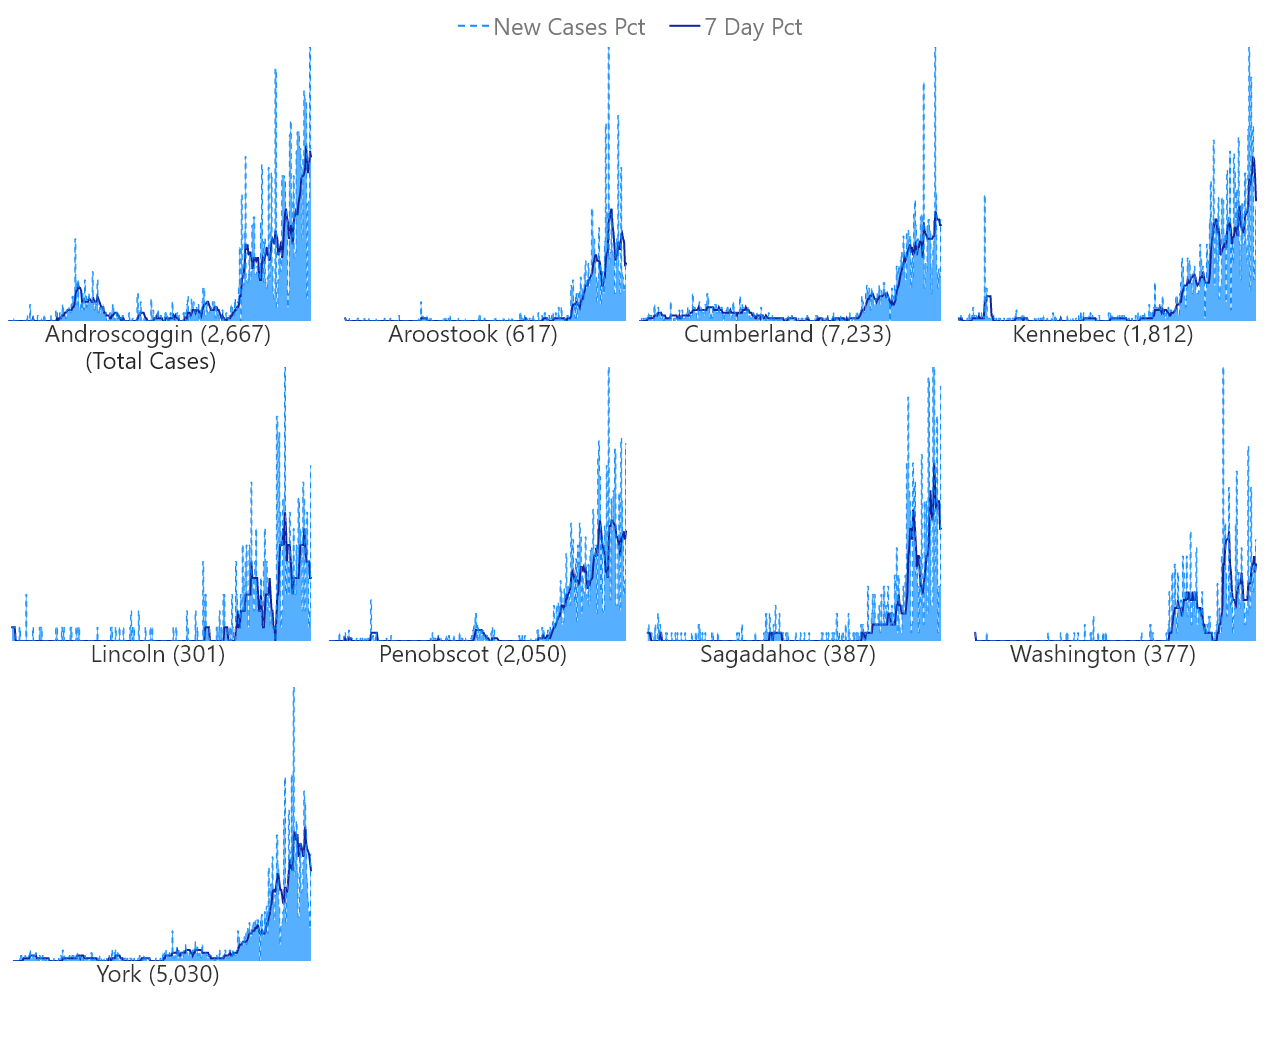 New Cases Pct 7 Day Pct
Androscoggin (2,667) Aroostook (617) Cumberland (7,233) Kennebec (1,812)
(Total Cases)
Lincoln (301) Penobscot (2,050) Sagadahoc (387) Washington (377)
York (5,030)